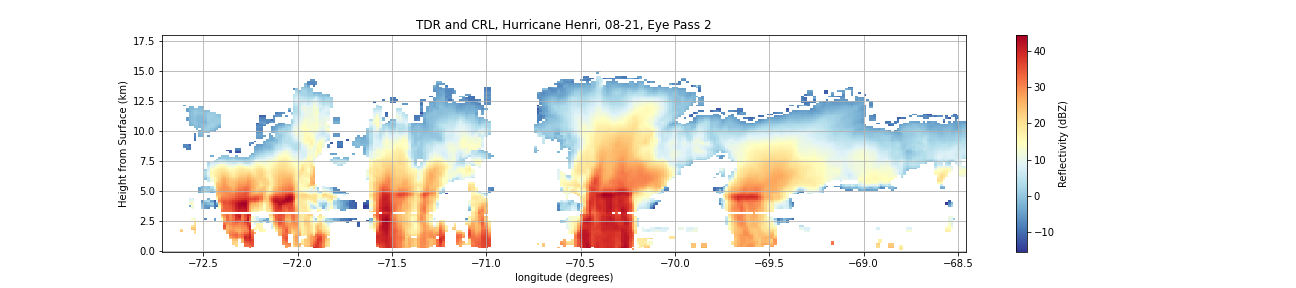 TDR and CRL, Hurricane Henri, 08-21, Eye Pass 2
17.5
15.0
12.5
10.0
7.5
5.0
2.5
0.0
Height from Surface (km)
−72.5 −72.0 −71.5 −71.0 −70.5 −70.0 −69.5 −69.0 −68.5
longitude (degrees)
40
30
20
10
0
−10
Reflectivity (dBZ)